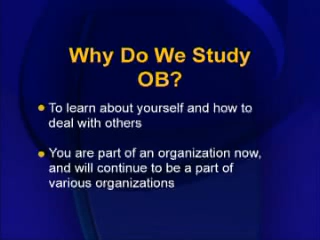 Why Do We Study
OB?
To learn about yourself and how to
deal with others
You are part of an organization now,
and will continue to be a part of
various organizations